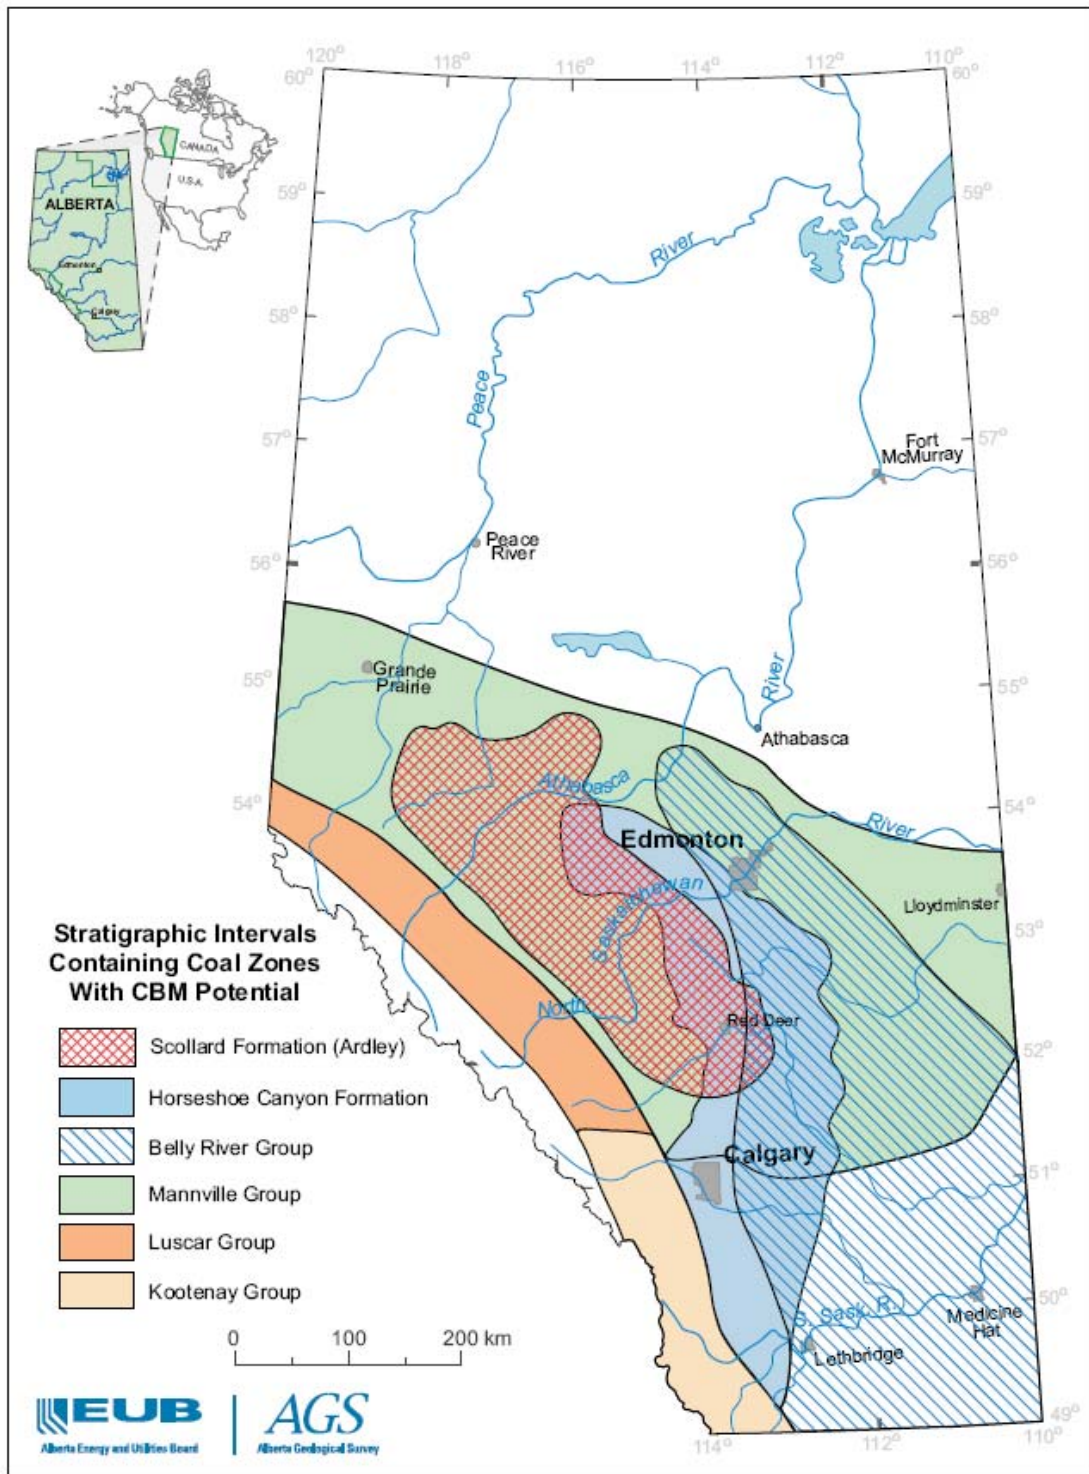 120°
118°
116°
114°
112°
110°
60°
60°
CANADA
U.S.A.
ALBERTA
Edmonton
Calgary
59°
59°
River
58°
58°
Peace
57°
57°
Fort
McMurray
Peace
River
56°
56°
55°
55°
Grande
Prairie
River
Athabasca
Athabasca
54°
54°
Edmonton
River
Saskatchewan
Lloydminster
53°
North
Red Deer
52°
Calgary
51°
50°
S. Sask. R.
Medicine
Hat
Lethbridge
49°
114°
112°
110°
Stratigraphic Intervals
Containing Coal Zones
With CBM Potential
Scollard Formation (Ardley)
Horseshoe Canyon Formation
Belly River Group
Mannville Group
Luscar Group
Kootenay Group
0 100 200 km
EUB
Alberta Energy and Utilities Board
AGS
Alberta Geological Survey